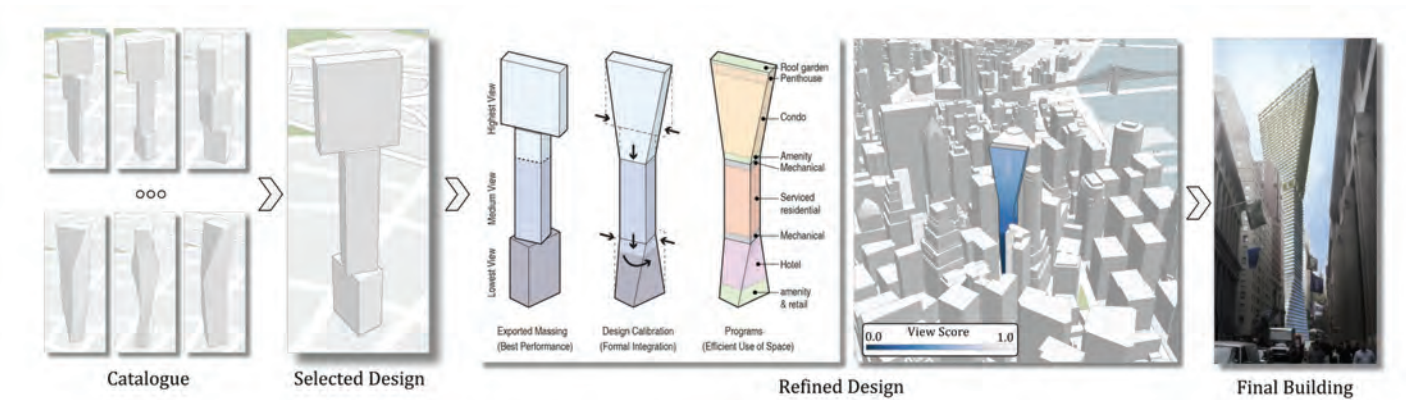 Highest View
Medium View
Lowest View
Roof garden
Penthouse
Condo
Amenity
Mechanical
Serviced
residential
Mechanical
Hotel
amenity
& retail
Exported Massing
(Best Performance)
Design Calibration
(Formal Integration)
Programs
(Efficient Use of Space)
0.0 View Score 1.0
Catalogue
Selected Design
Refined Design
Final Building